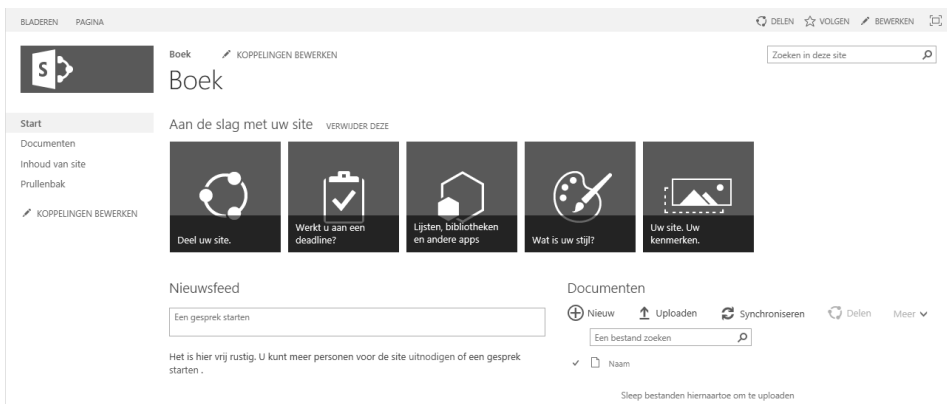 BLADEREN PAGINA
DELEN VOLGEN BEWERKEN
S
Boek KOPPELINGEN BEWERKEN
Zoeken in deze site
Boek
Start
Documenten
Inhoud van site
Prullenbak
KOPPELINGEN BEWERKEN
Aan de slag met uw site VERWIJDER DEZE
Deel uw site.
Werkt u aan een
deadline?
Lijsten, bibliotheken
en andere apps
Wat is uw stijl?
Uw site. Uw
kenmerken.
Nieuwsfeed
Een gesprek starten
Het is hier vrij rustig. U kunt meer personen voor de site uitnodigen of een gesprek
starten .
Documenten
Nieuw Uploaden Synchroniseren Delen Meer
Een bestand zoeken
Naam
Sleep bestanden hiernaartoe om te uploaden